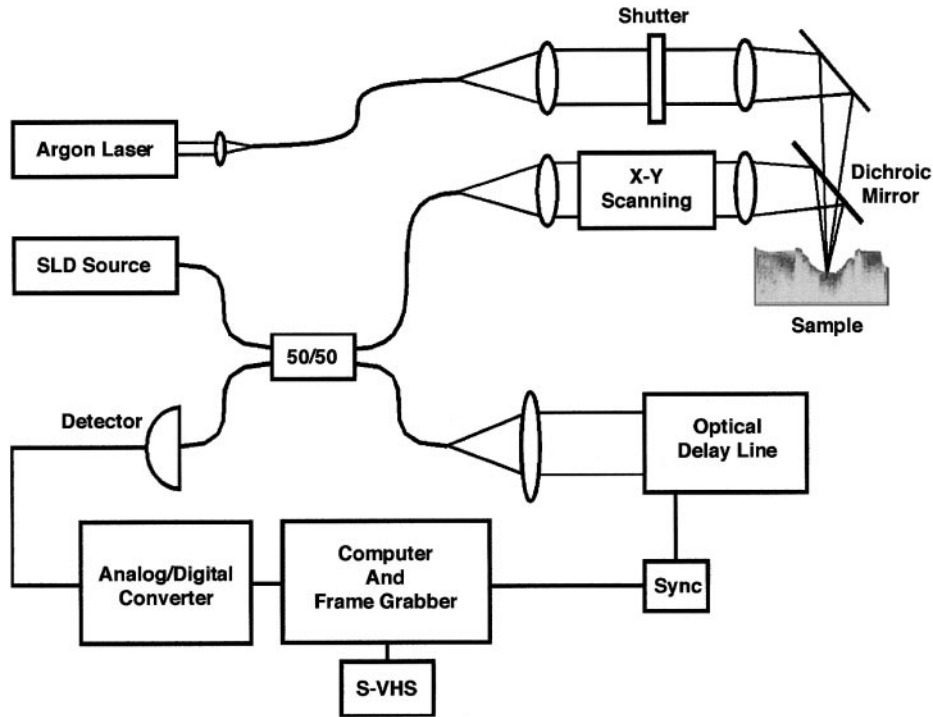 Shutter
Argon Laser
X-Y
Scanning
Dichroic
Mirror
SLD Source
Sample
50/50
Detector
Optical
Delay Line
Analog/Digital
Converter
Computer
And
Frame Grabber
Sync
S-VHS